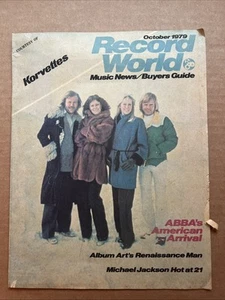 COURTESY OF
Korvettes
October 1979
Record
World
Music News/Buyers Guide
ABBA's
American
Arrival
Album Art's Renaissance Man
Michael Jackson Hot at 21